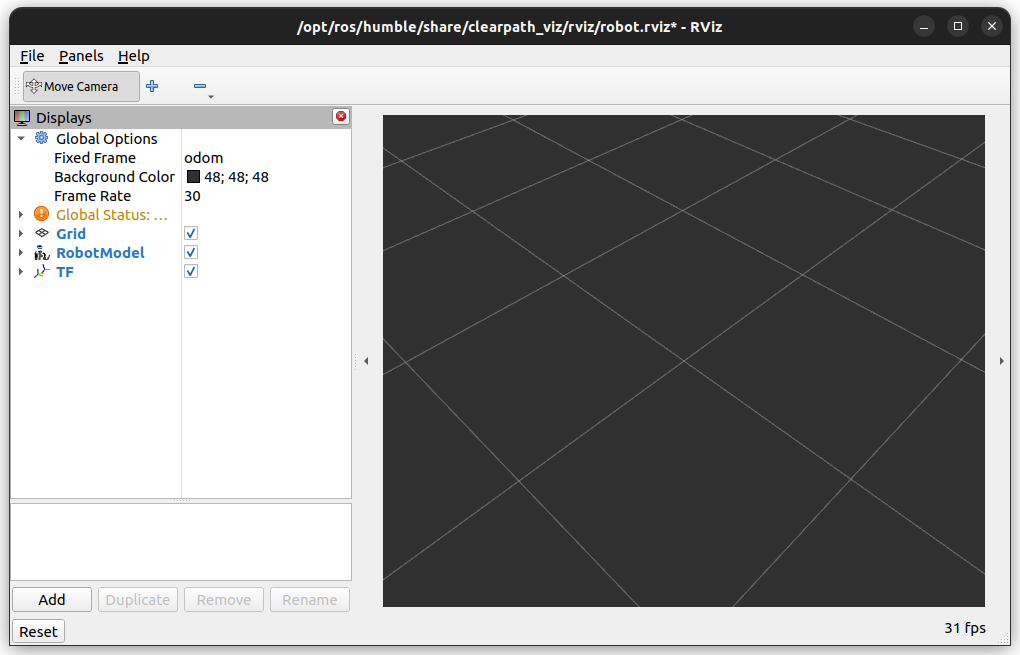 /opt/ros/humble/share/clearpath_viz/rviz/robot.rviz* - RViz
File Panels Help
Move Camera
Displays
Global Options
Fixed Frame odom
Background Color 48; 48; 48
Frame Rate 30
Global Status: ...
Grid
RobotModel
TF
Add Duplicate Remove Rename
Reset 31 fps